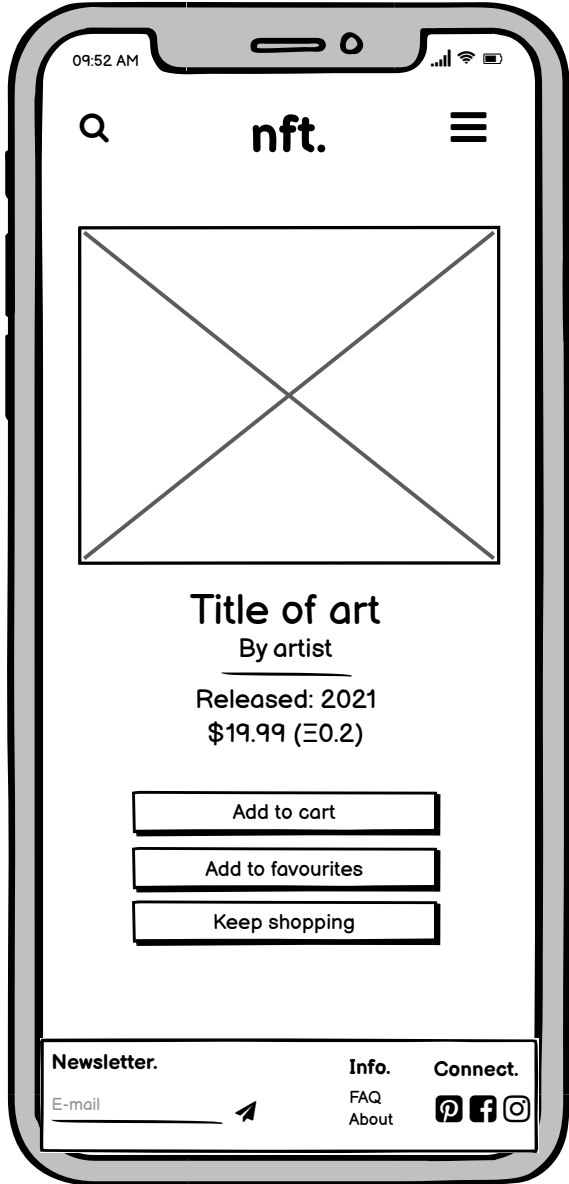 09:52 AM
nft.
Title of art
By artist
Released: 2021
$19.99 (Ξ0.2)
Add to cart
Add to favourites
Keep shopping
Newsletter.
E-mail
Info.
FAQ
About
Connect.